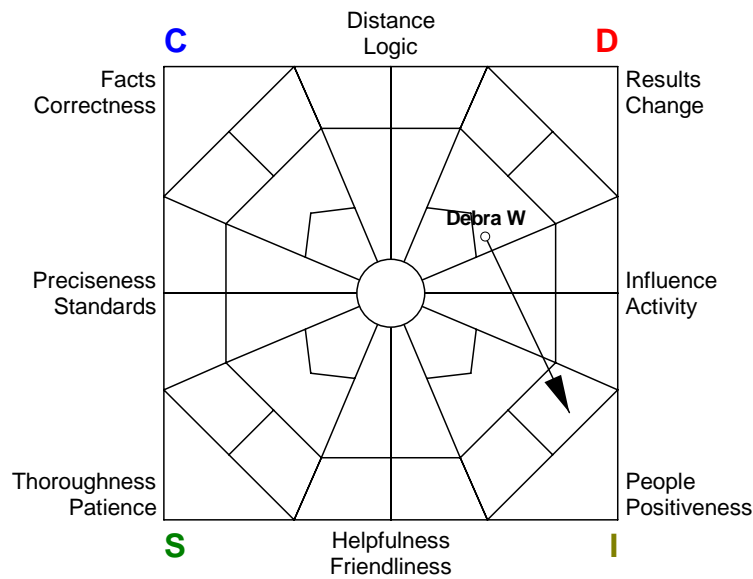 C
Distance
Logic
D
Facts
Correctness
Results
Change
Debra W
Preciseness
Standards
Influence
Activity
Thoroughness
Patience
People
Positiveness
S
Helpfulness
Friendliness
I